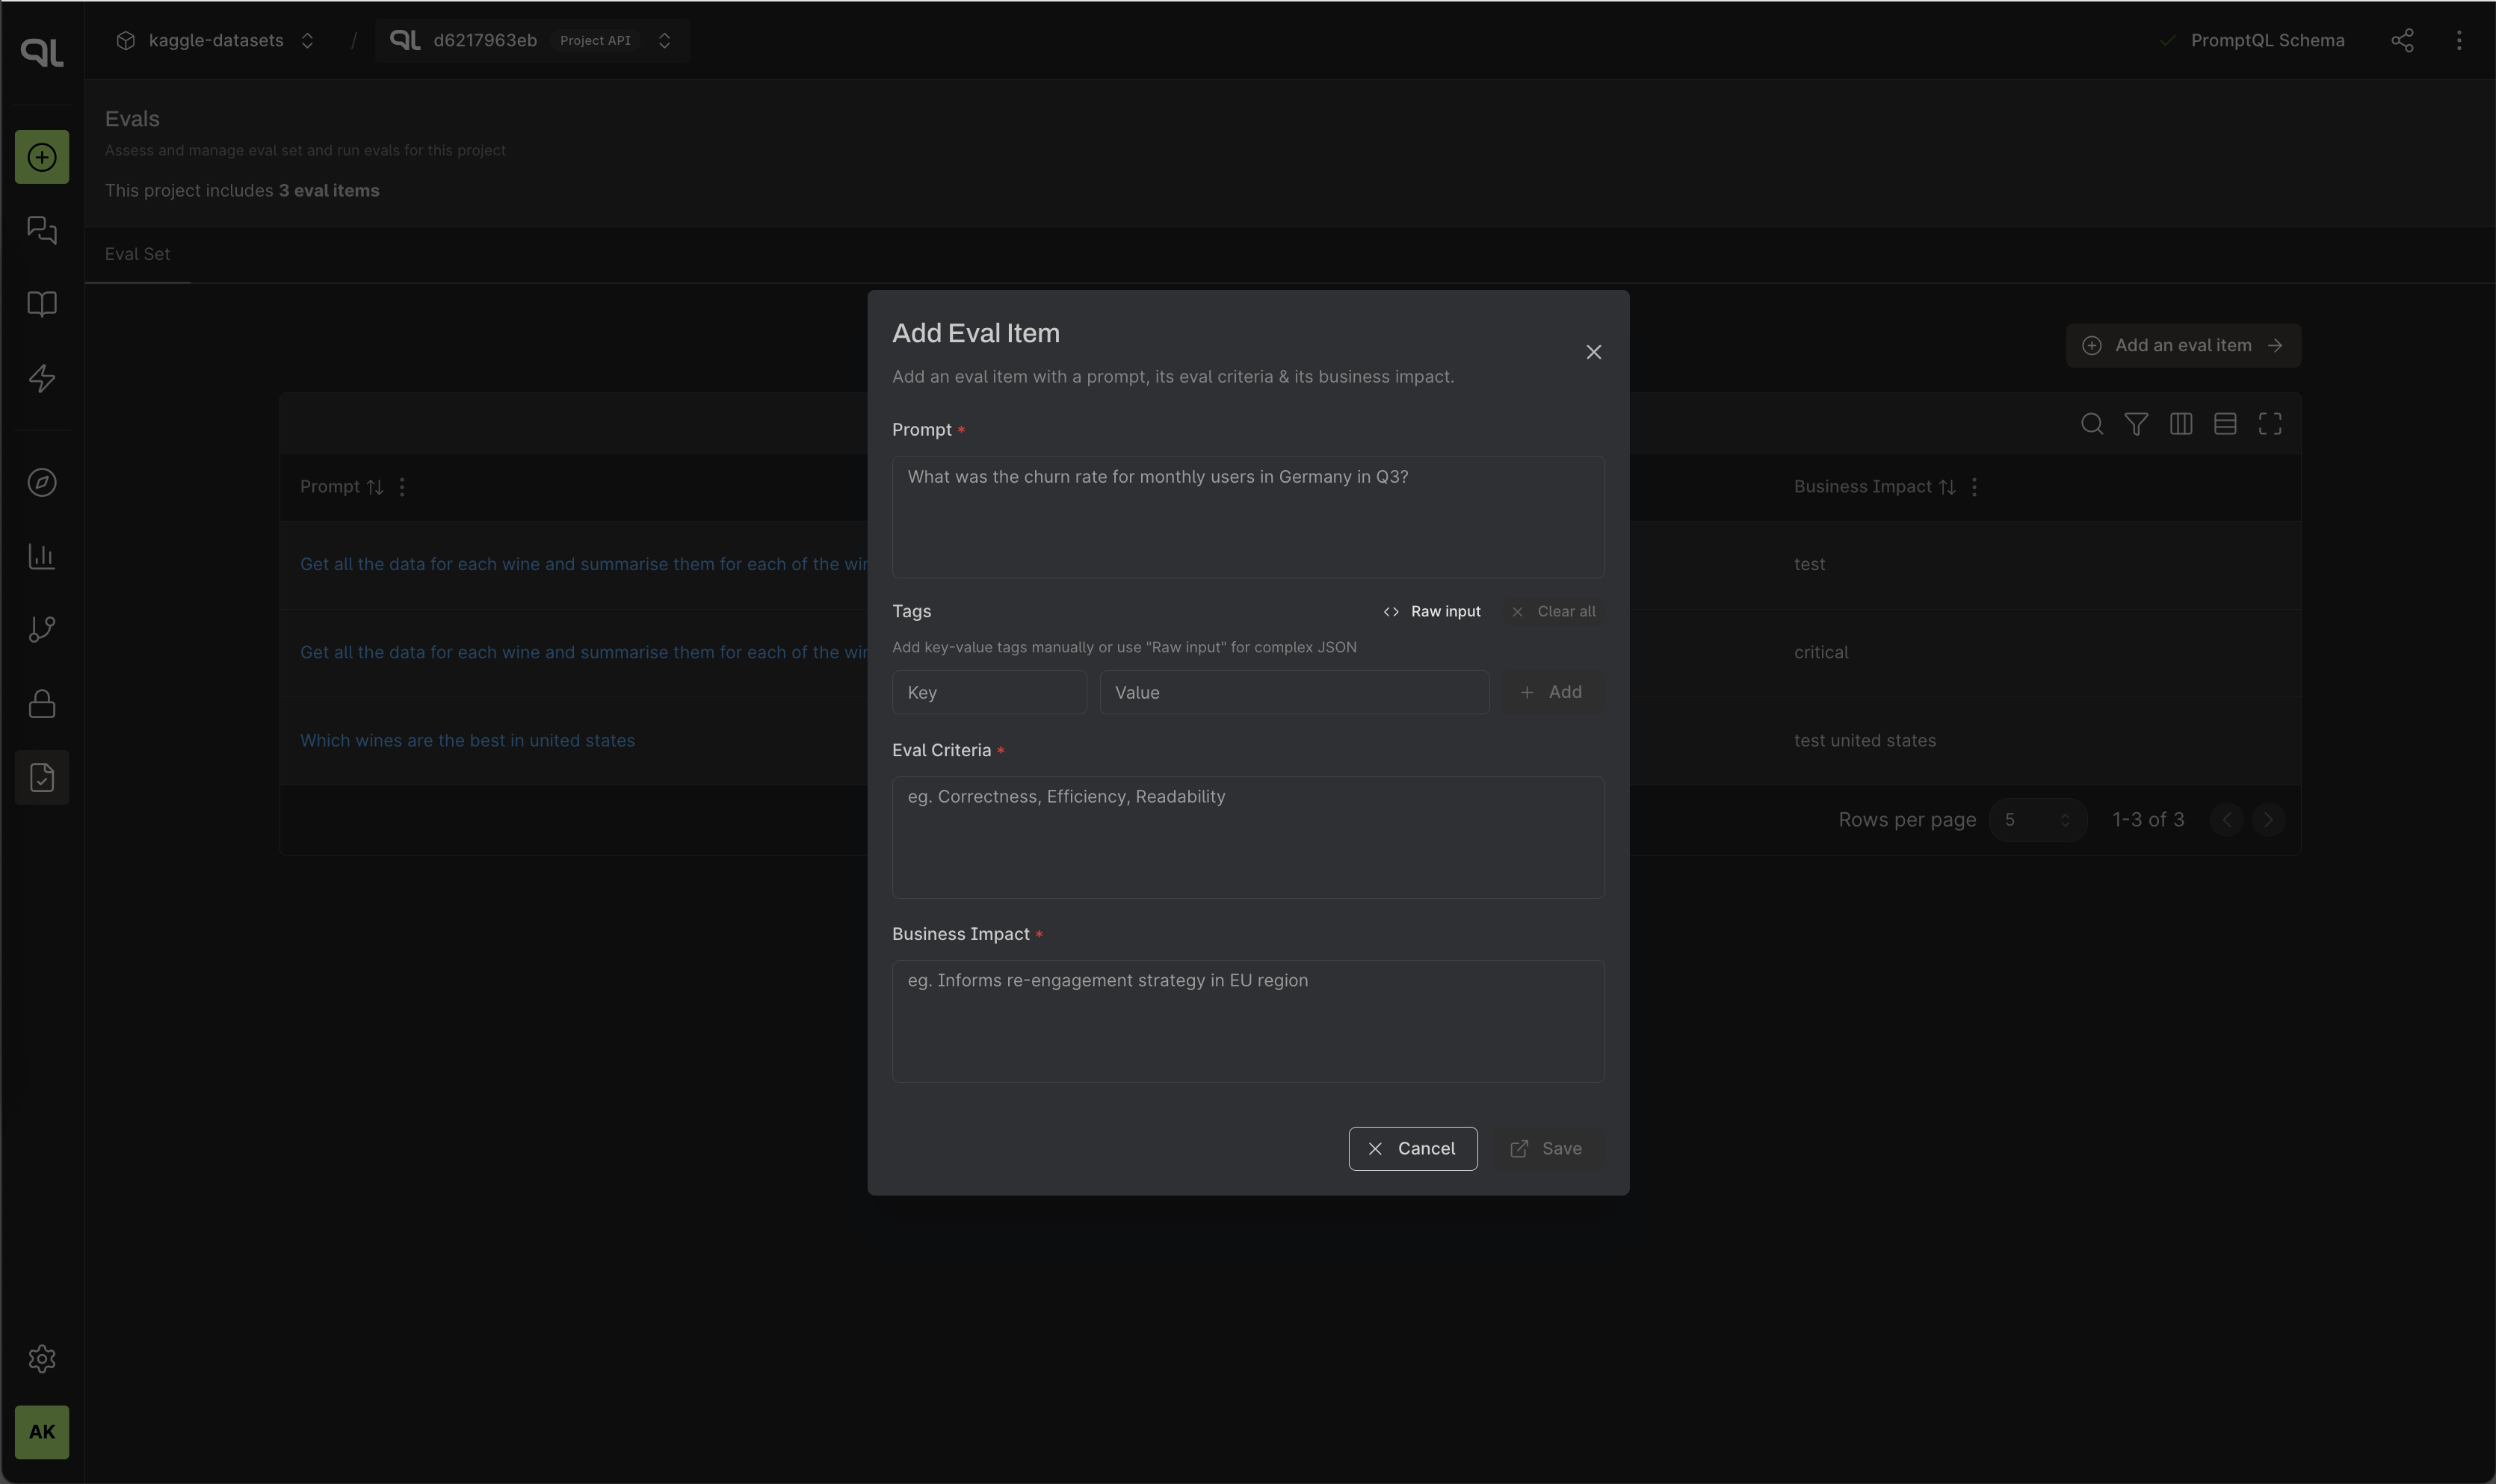 kaggle-datasets / d6217963eb Project API PromptQL Schema
Evals
Assess and manage eval set and run evals for this project
This project includes 3 eval items
Eval Set
Add an eval item
Prompt
Business Impact
Get all the data for each wine and summarise them for each of the
test
Get all the data for each wine and summarise them for each of the
critical
Which wines are the best in united states
test united states
Rows per page 5 1-3 of 3
Add Eval Item
Add an eval item with a prompt, its eval criteria & its business impact.
Prompt *
What was the churn rate for monthly users in Germany in Q3?
Tags
Raw input
Clear all
Add key-value tags manually or use "Raw input" for complex JSON
Key
Value
Add
Eval Criteria *
eg. Correctness, Efficiency, Readability
Business Impact *
eg. Informs re-engagement strategy in EU region
Cancel
Save
AK